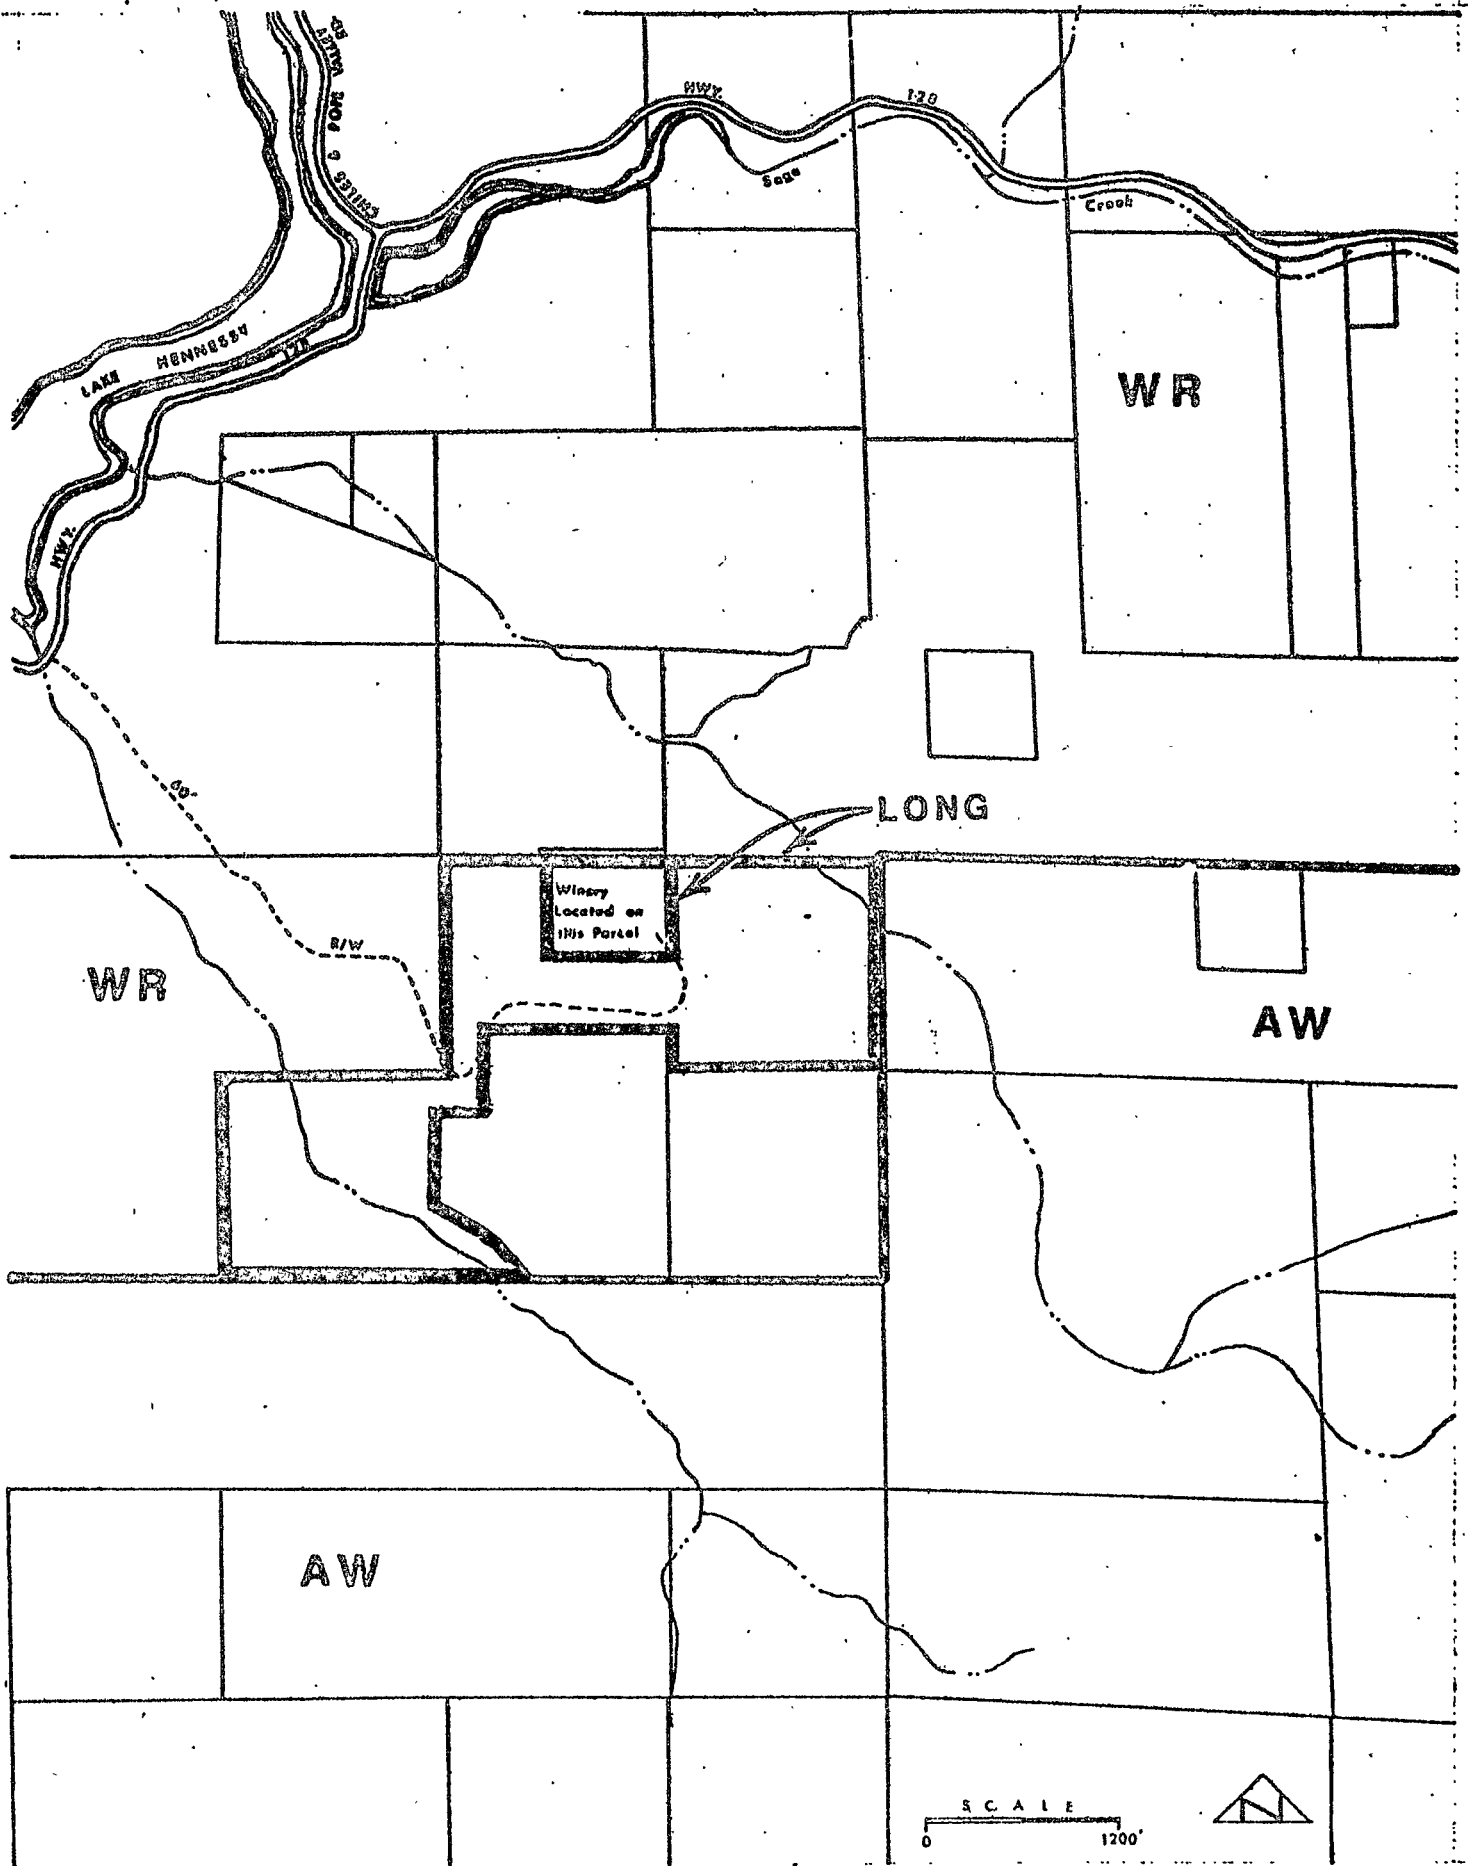 HWY.
128
Sage
Creek
CHILES & POPE VALLEY RD
LAKE HENNESSY
128
WR
HWY.
60'
LONG
Winery
Located on
this Parcel
R/W
WR
AW
AW
SCALE
0 1200'
N